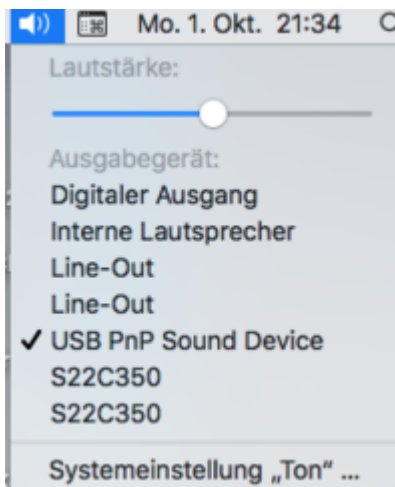 Mo. 1. Okt. 21:34
Lautstärke:
Ausgabegerät:
Digitaler Ausgang
Interne Lautsprecher
Line-Out
Line-Out
✓ USB PnP Sound Device
S22C350
S22C350
Systemeinstellung „Ton“ ...